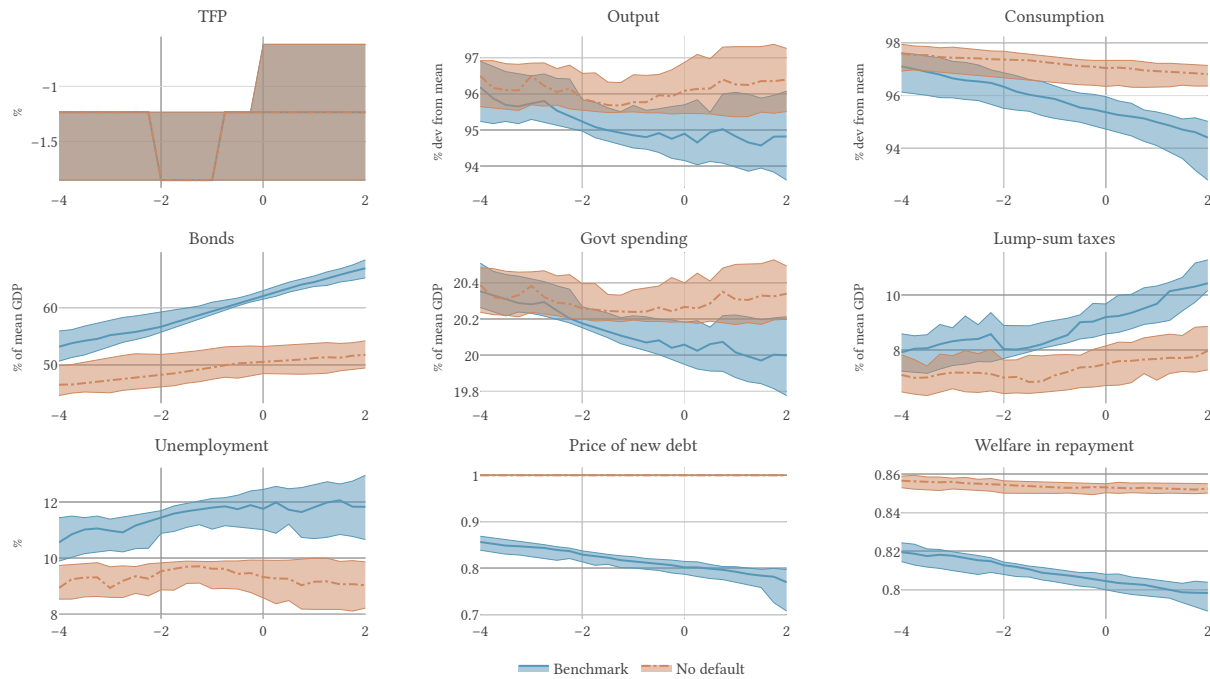 TFP
Output
Consumption
%
−1
−1.5
−4 −2 0 2
% dev from mean
97
96
95
94
−4 −2 0 2
% dev from mean
98
96
94
−4 −2 0 2
Bonds
Govt spending
Lump-sum taxes
% of mean GDP
60
50
−4 −2 0 2
% of mean GDP
20.4
20.2
20
19.8
−4 −2 0 2
% of mean GDP
10
8
−4 −2 0 2
Unemployment
Price of new debt
Welfare in repayment
%
12
10
8
−4 −2 0 2
1
0.9
0.8
0.7
−4 −2 0 2
0.86
0.84
0.82
0.8
−4 −2 0 2
Benchmark No default